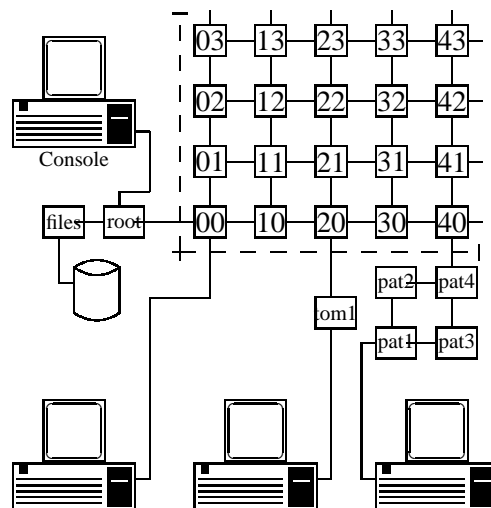 03 13 23 33 43
02 12 22 32 42
Console
01 11 21 31 41
files root 00 10 20 30 40
pat2 pat4
tom1
pat1 pat3